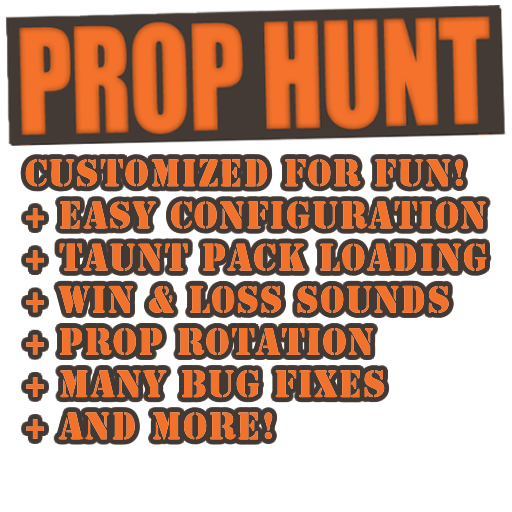 PROP HUNT
CUSTOMIZED FOR FUN!
+ EASY CONFIGURATION
+ TAUNT PACK LOADING
+ WIN & LOSS SOUNDS
+ PROP ROTATION
+ MANY BUG FIXES
+ AND MORE!